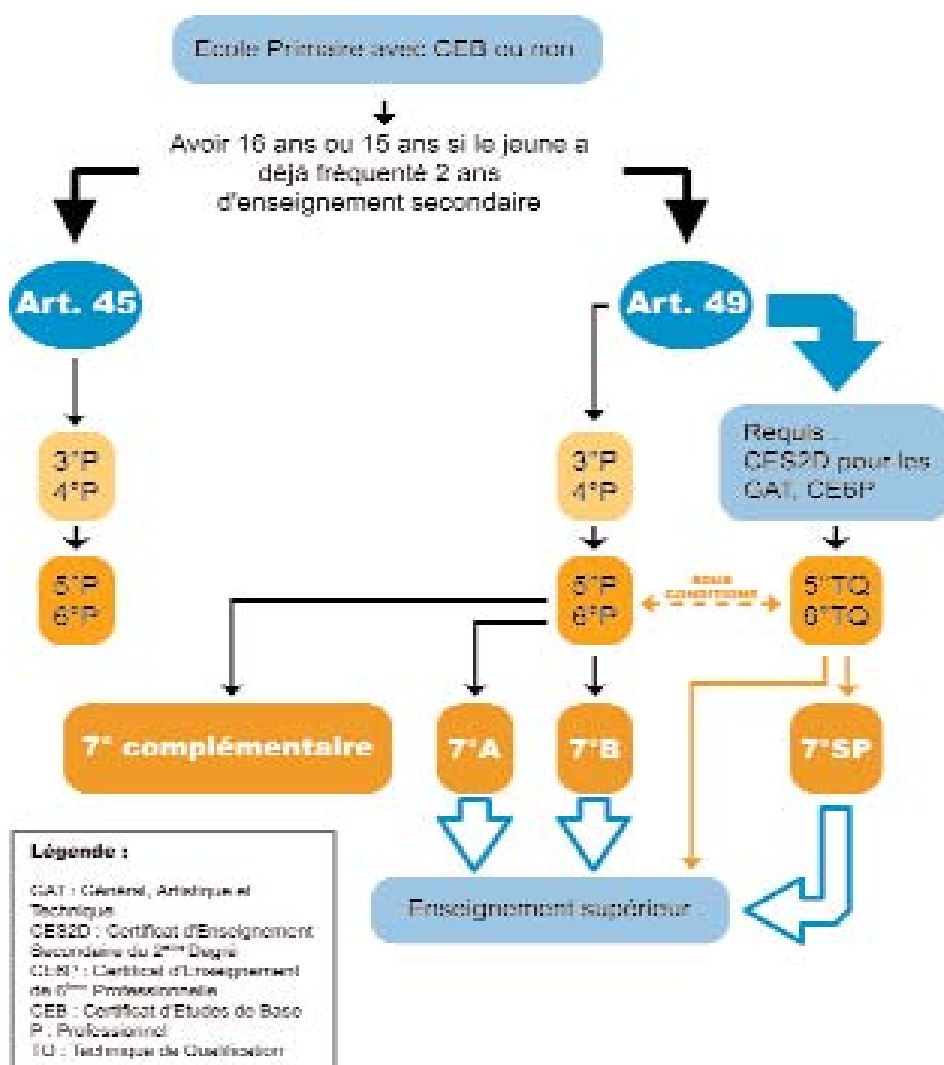 Ecole Primaire avec CEB ou non
Avoir 16 ans ou 15 ans si le jeune a
déjà fréquenté 2 ans
d'enseignement secondaire
Art. 45
Art. 49
Requis :
CES2D pour les
GAT, CE6P
3°P
4°P
3°P
4°P
5°P
6°P
5°P
6°P
SOUS
CONDITIONS
5°TQ
6°TQ
7° complémentaire
7°A
7°B
7°SP
Enseignement supérieur
Légende :
GAT : Général, Artistique et
Technique
CES2D : Certificat d'Enseignement
Secondaire du 2ème Degré
CE6P : Certificat d'Enseignement
de 6ème Professionnelle
CEB : Certificat d'Etudes de Base
P : Professionnel
TQ : Technique de Qualification